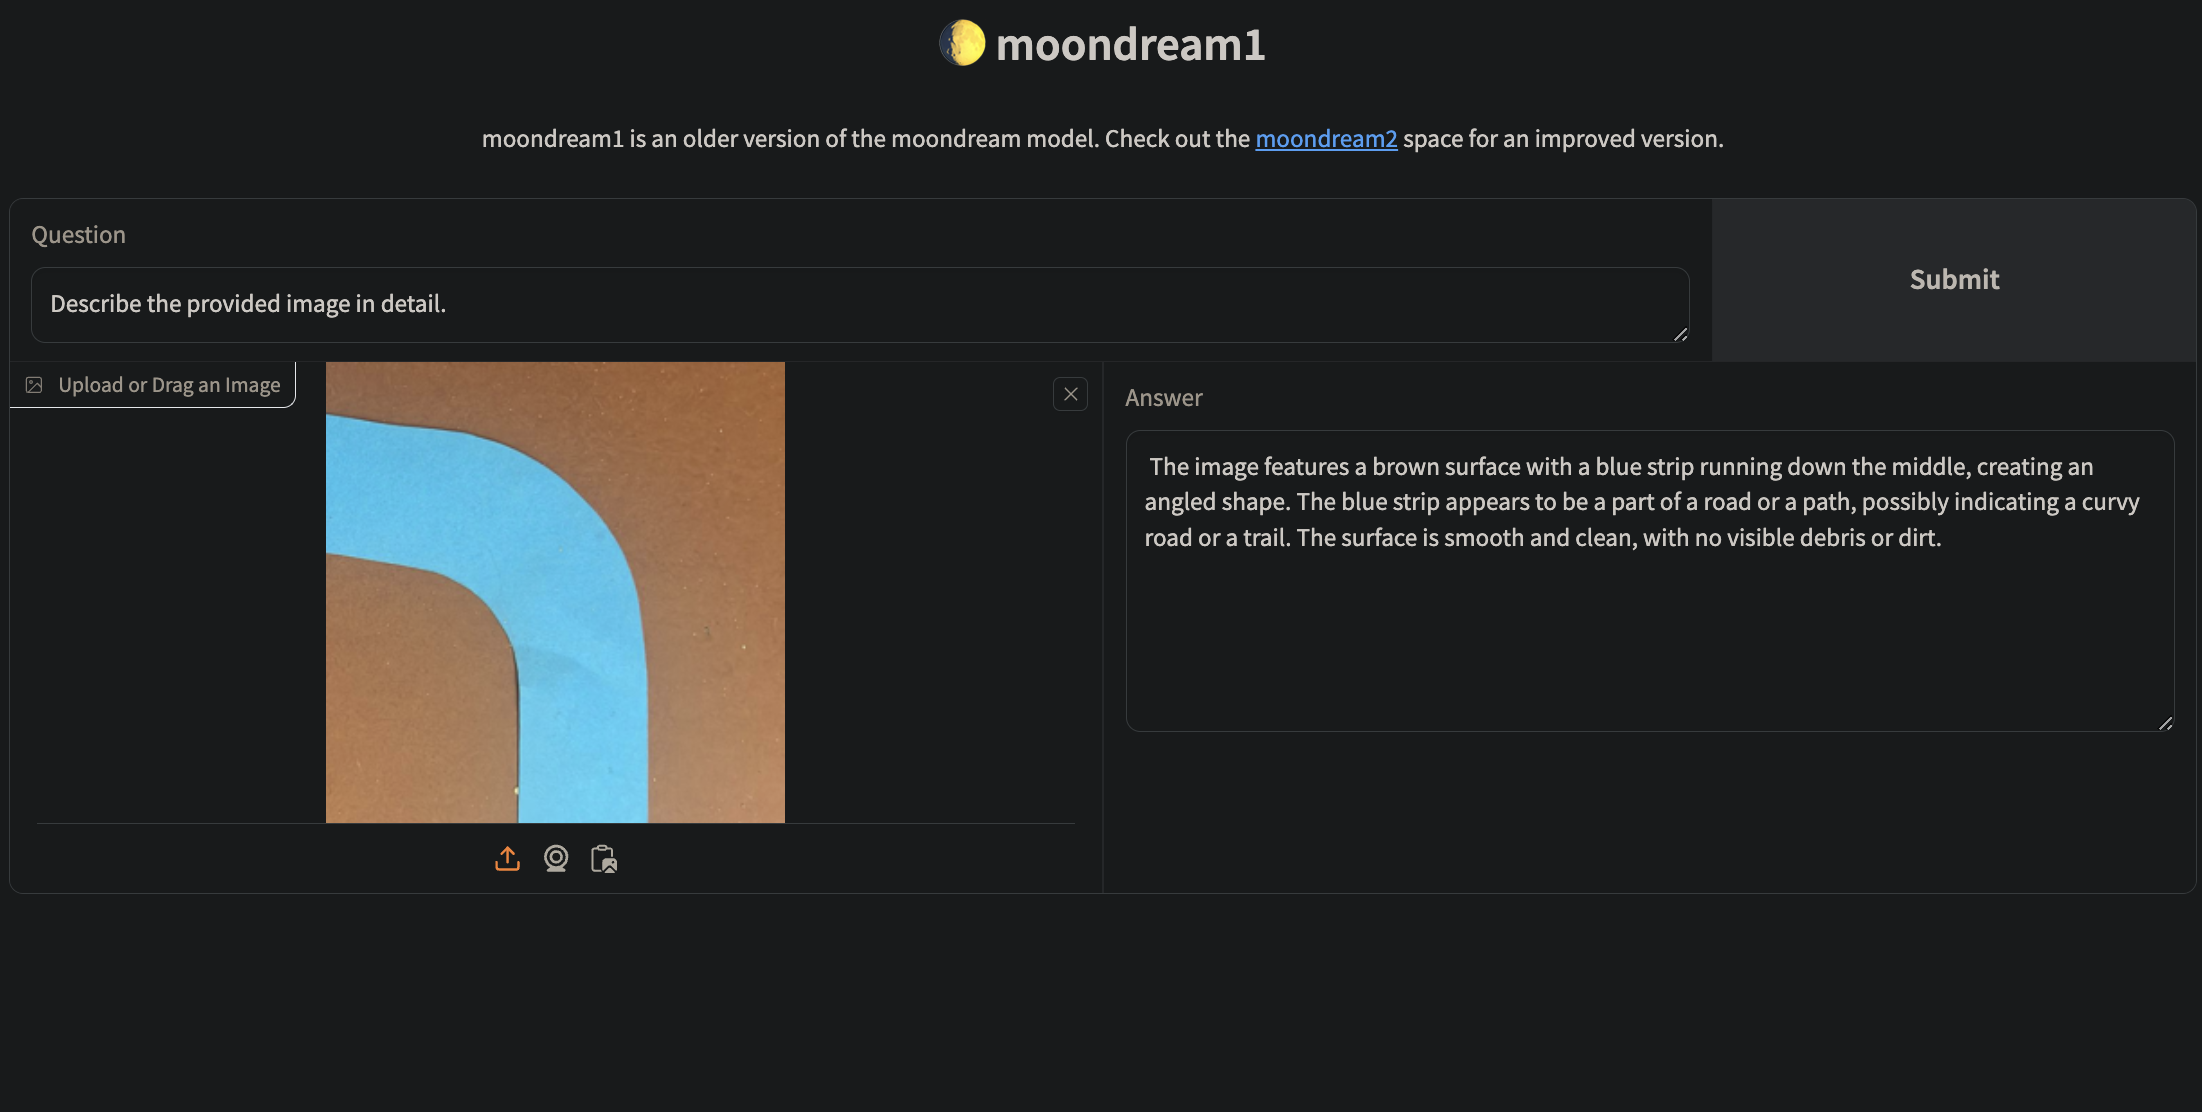 moondream1
moondream1 is an older version of the moondream model. Check out the moondream2 space for an improved version.
Question
Describe the provided image in detail.
Submit
Upload or Drag an Image
Answer
The image features a brown surface with a blue strip running down the middle, creating an
angled shape. The blue strip appears to be a part of a road or a path, possibly indicating a curvy
road or a trail. The surface is smooth and clean, with no visible debris or dirt.